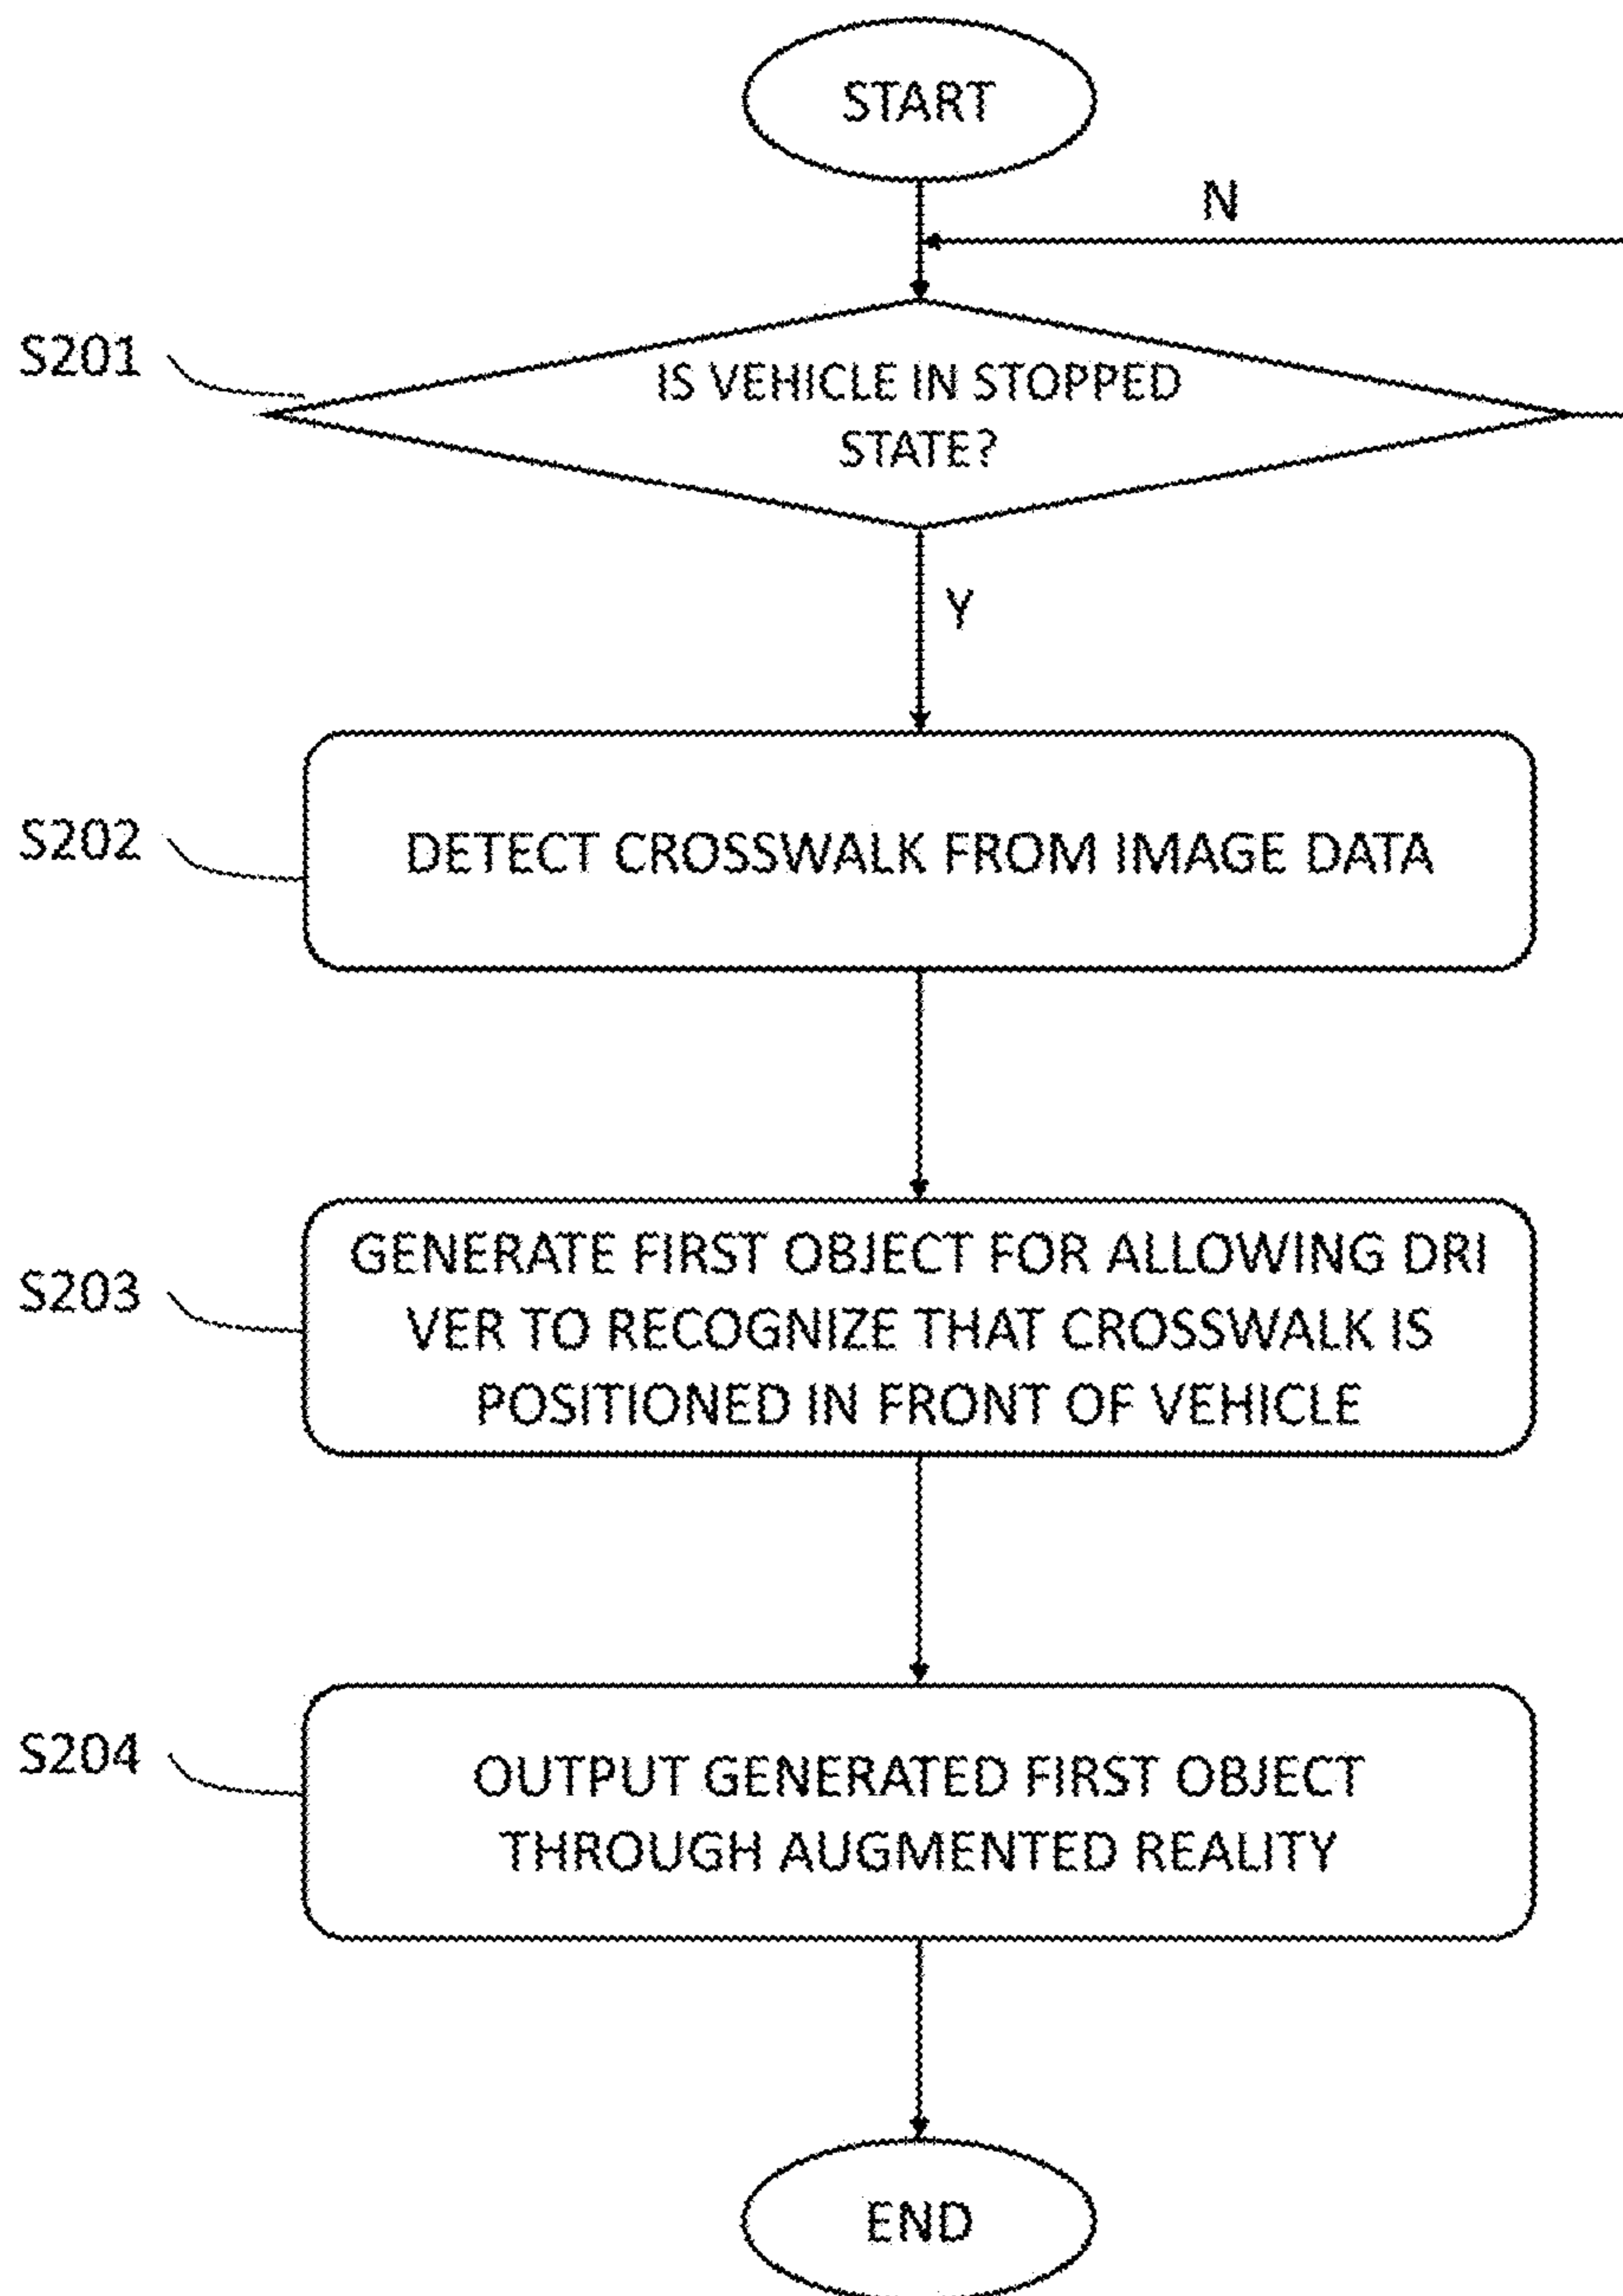 START
N
S201
IS VEHICLE IN STOPPED
STATE?
Y
S202
DETECT CROSSWALK FROM IMAGE DATA
S203
GENERATE FIRST OBJECT FOR ALLOWING DRI
VER TO RECOGNIZE THAT CROSSWALK IS
POSITIONED IN FRONT OF VEHICLE
S204
OUTPUT GENERATED FIRST OBJECT
THROUGH AUGMENTED REALITY
END